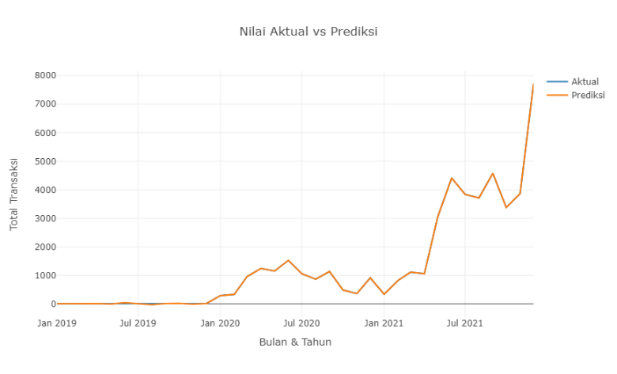 Nilai Aktual vs Prediksi
8000
7000
6000
5000
4000
3000
2000
1000
0
Total Transaksi
Jan 2019 Jul 2019 Jan 2020 Jul 2020 Jan 2021 Jul 2021
Bulan & Tahun
Aktual
Prediksi